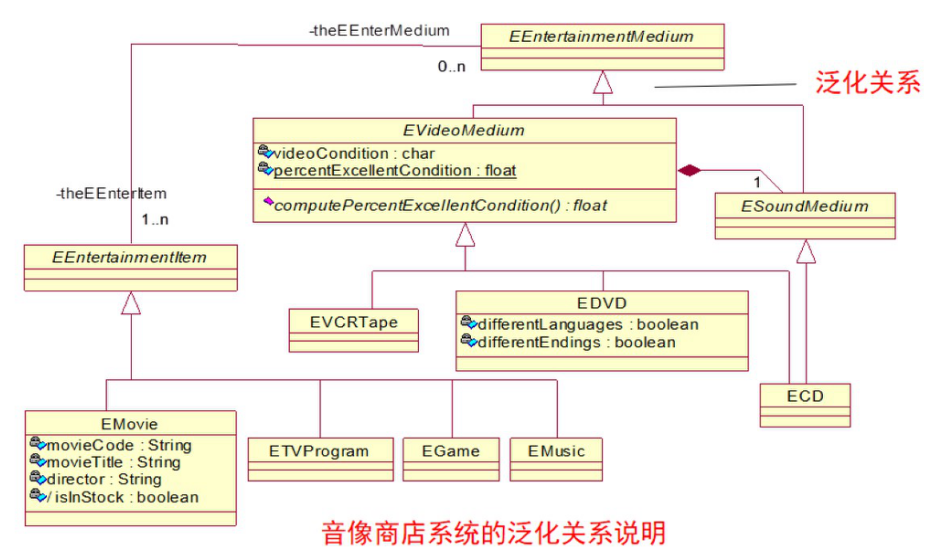 -theEEnterMedium
EEntertainmentMedium
0..n
泛化关系
EVideoMedium
videoCondition : char
percentExcellentCondition : float
computePercentExcellentCondition() : float
1
ESoundMedium
-theEEnterItem
1..n
EEntertainmentItem
EVCRTape
EDVD
differentLanguages : boolean
differentEndings : boolean
ECD
EMovie
movieCode : String
movieTitle : String
director : String
/ isInStock : boolean
ETVProgram
EGame
EMusic
音像商店系统的泛化关系说明